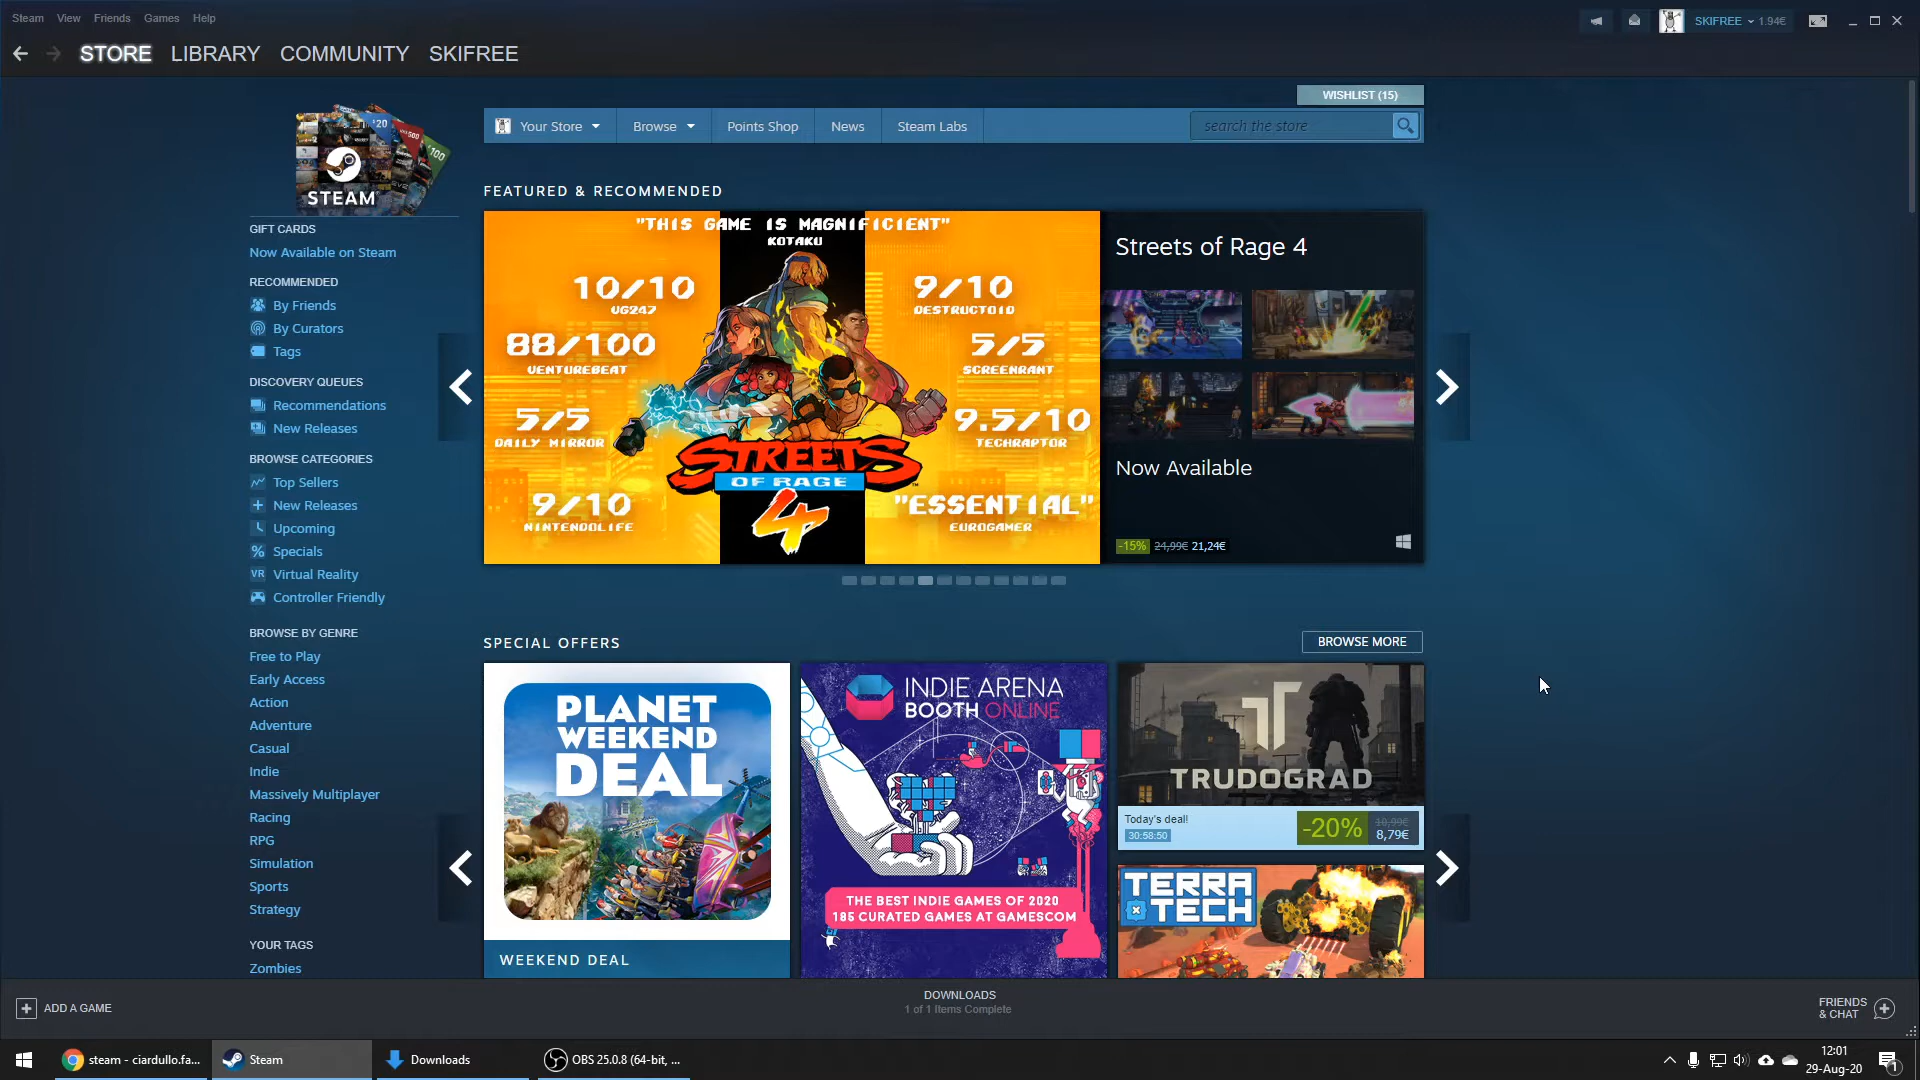 Steam View Friends Games Help
SKIFREE 1.94€
STORE LIBRARY COMMUNITY SKIFREE
WISHLIST (15)
Your Store Browse Points Shop News Steam Labs
search the store
STEAM
GIFT CARDS
Now Available on Steam
RECOMMENDED
By Friends
By Curators
Tags
DISCOVERY QUEUES
Recommendations
New Releases
BROWSE CATEGORIES
Top Sellers
New Releases
Upcoming
Specials
VR Virtual Reality
Controller Friendly
BROWSE BY GENRE
Free to Play
Early Access
Action
Adventure
Casual
Indie
Massively Multiplayer
Racing
RPG
Simulation
Sports
Strategy
YOUR TAGS
Zombies
FEATURED & RECOMMENDED
"THIS GAME IS MAGNIFICIENT"
KOTAKU
10/10
VG247
88/100
VENTUREBEAT
5/5
DAILY MIRROR
9/10
NINTENDOLIFE
9/10
DESTRUCTOID
5/5
SCREENRANT
9.5/10
TECHRAPTOR
"ESSENTIAL"
EUROGAMER
STREETS
OF RAGE
4
Streets of Rage 4
Now Available
-15% 24,99€ 21,24€
SPECIAL OFFERS
BROWSE MORE
PLANET
WEEKEND
DEAL
WEEKEND DEAL
INDIE ARENA
BOOTH ONLINE
THE BEST INDIE GAMES OF 2020
185 CURATED GAMES AT GAMESCOM
TRUDOGRAD
Today's deal!
30:58:50
-20%
10,99€
8,79€
TERRA
TECH
ADD A GAME
DOWNLOADS
1 of 1 Items Complete
FRIENDS
& CHAT
steam - ciardullo.fa...
Steam
Downloads
OBS 25.0.8 (64-bit, ...
12:01
29-Aug-20
1